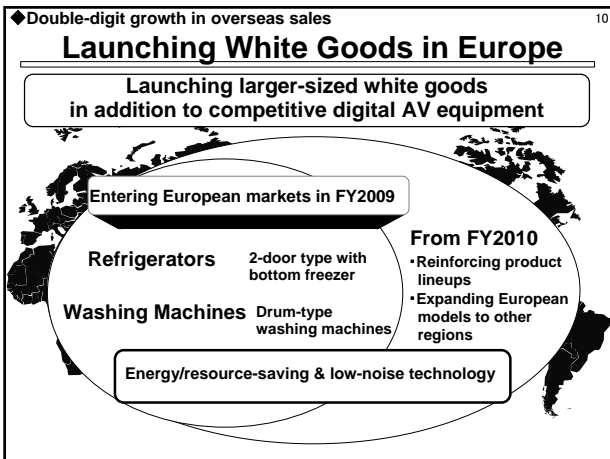 ◆Double-digit growth in overseas sales
10
Launching White Goods in Europe
Launching larger-sized white goods
in addition to competitive digital AV equipment
Entering European markets in FY2009
Refrigerators 2-door type with
bottom freezer
Washing Machines Drum-type
washing machines
From FY2010
▪Reinforcing product
lineups
▪Expanding European
models to other
regions
Energy/resource-saving & low-noise technology